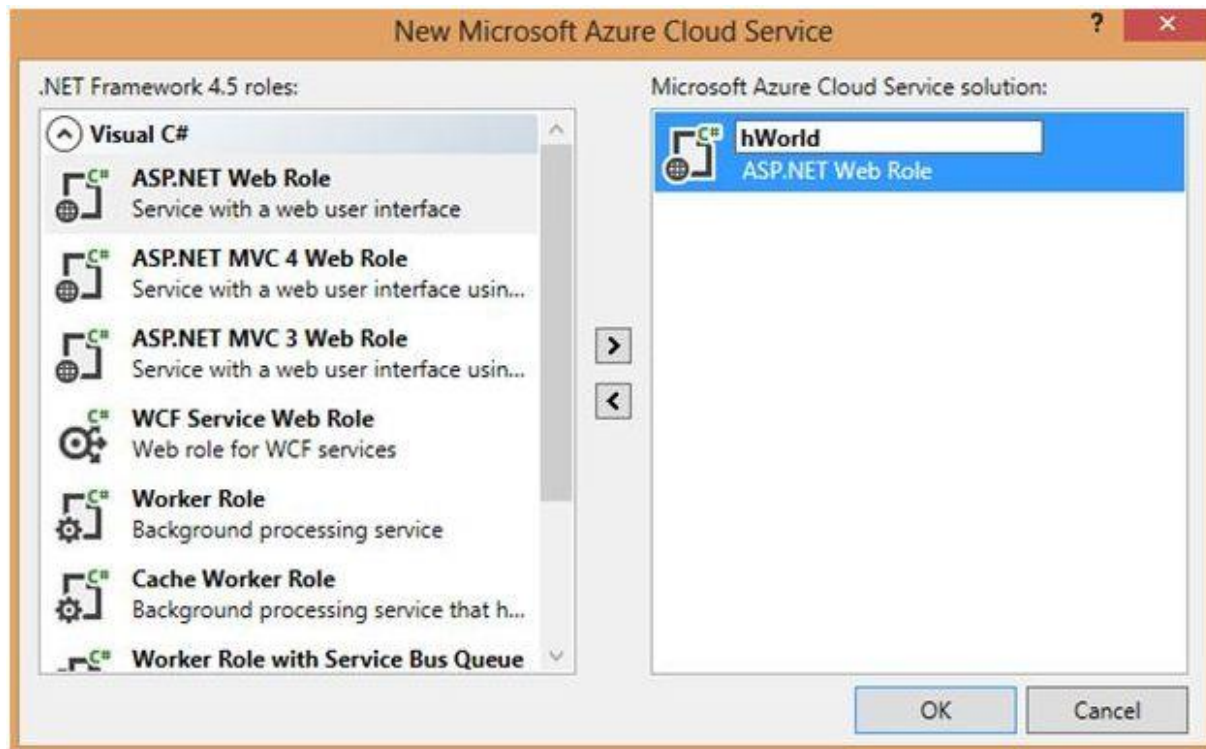 New Microsoft Azure Cloud Service
?
.NET Framework 4.5 roles:
Visual C#
C#
ASP.NET Web Role
Service with a web user interface
C#
ASP.NET MVC 4 Web Role
Service with a web user interface usin...
C#
ASP.NET MVC 3 Web Role
Service with a web user interface usin...
C#
WCF Service Web Role
Web role for WCF services
C#
Worker Role
Background processing service
C#
Cache Worker Role
Background processing service that h...
C#
Worker Role with Service Bus Queue
>
<
Microsoft Azure Cloud Service solution:
C#
hWorld
ASP.NET Web Role
OK
Cancel